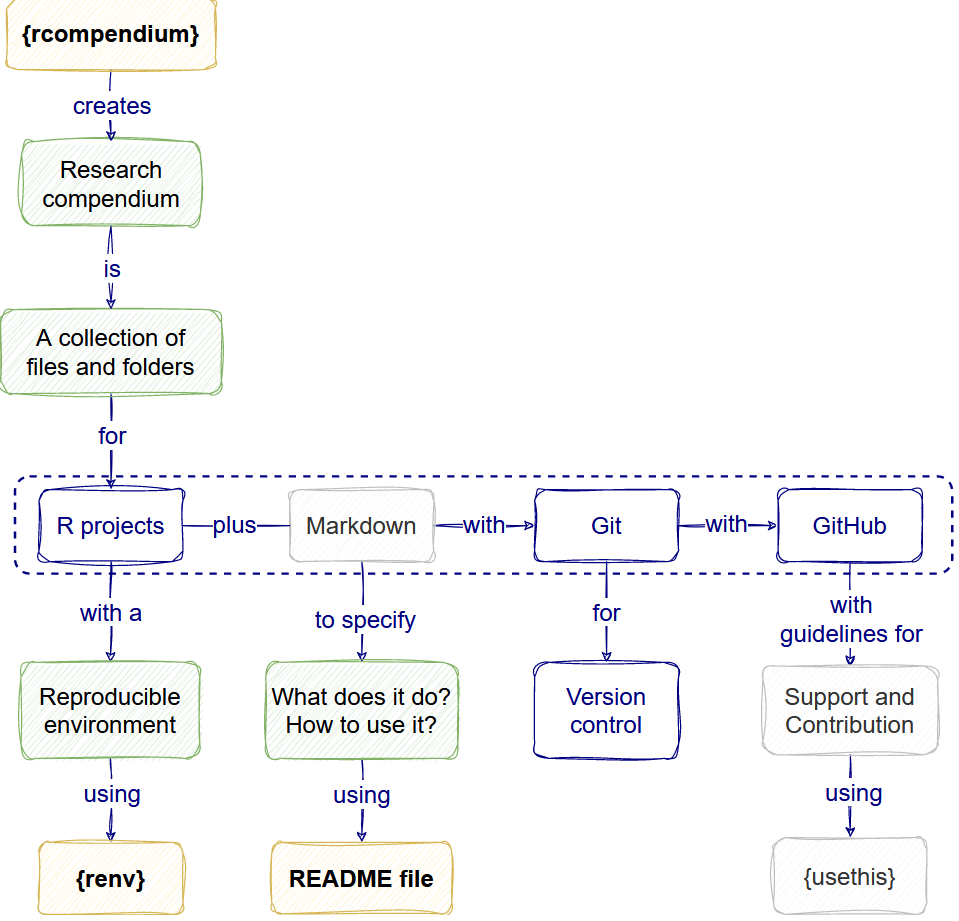 {rcompendium}
creates
Research
compendium
is
A collection of
files and folders
for
R projects
plus
Markdown
with
Git
with
GitHub
with a
to specify
for
with
guidelines for
Reproducible
environment
What does it do?
How to use it?
Version
control
Support and
Contribution
using
using
using
{renv}
README file
{usethis}